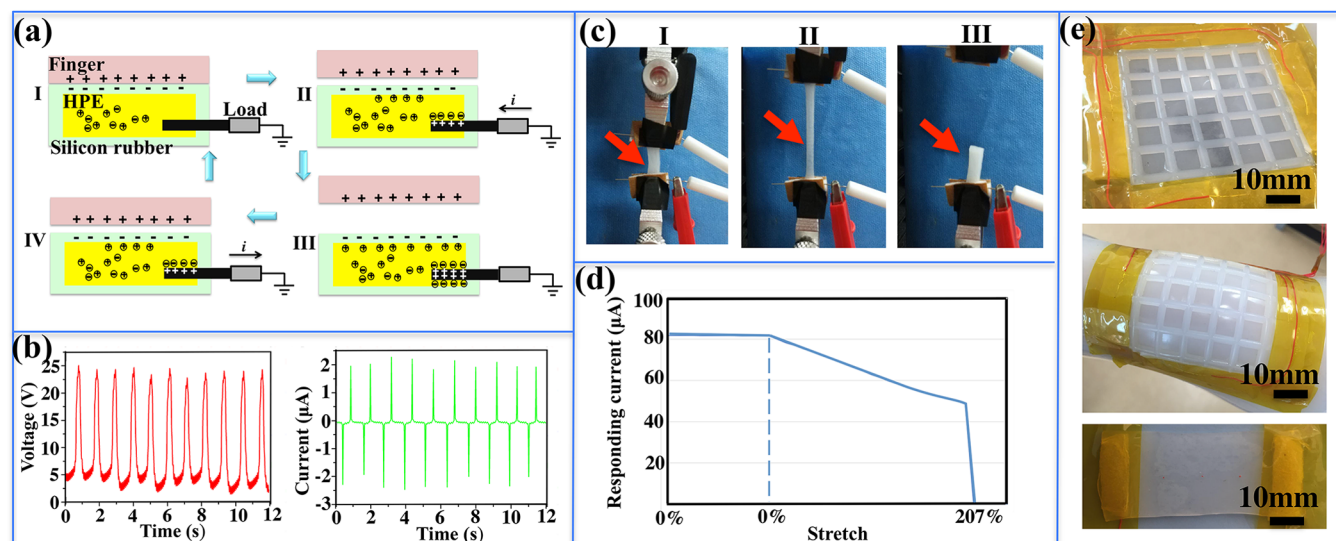 (a)
Finger
+ + + + + + + +
- - - - - - - -
I
HPE
Load
Silicon rubber
II
+ + + + + + + +
- - - - - - - -
i
++++
IV
++ + + + + + +
- - - - - - - -
i
++++
III
+ + + + + + + +
- - - - - - - -
(b)
Voltage (V)
25
20
15
10
5
0
0 2 4 6 8 10 12
Time (s)
Current (μA)
3
2
1
0
-1
-2
-3
0 2 4 6 8 10 12
Time (s)
(c)
I
II
III
(d)
Responding current (μA)
100
80
60
40
20
0% 0% 207%
Stretch
(e)
10mm
10mm
10mm